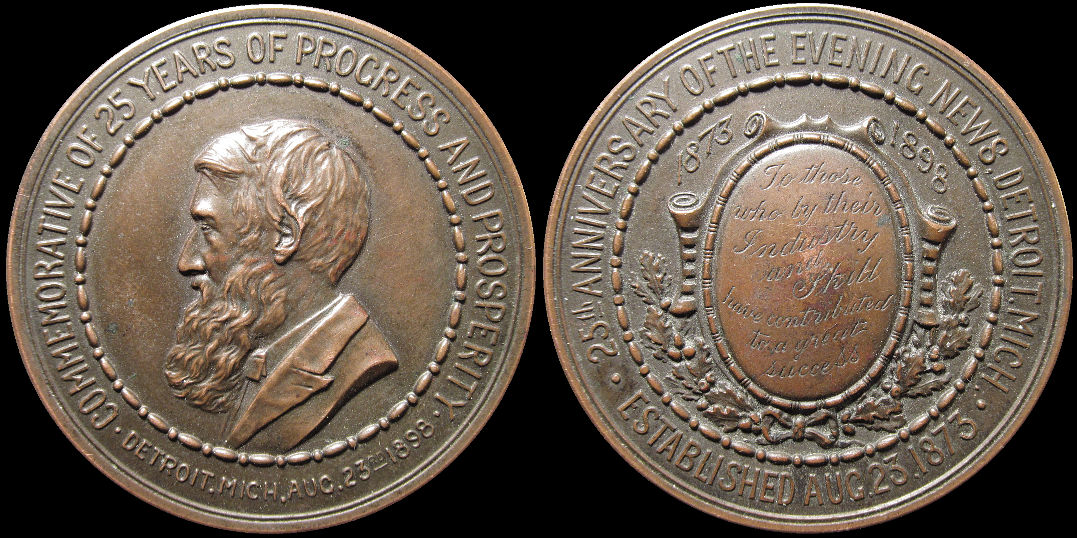 COMMEMORATIVE OF 25 YEARS OF PROGRESS AND PROSPERITY.
· DETROIT, MICH, AUG. 23RD 1898 ·
25th ANNIVERSARY OF THE EVENING NEWS, DETROIT, MICH
· ESTABLISHED AUG. 23, 1873 ·
1873 1898
To those
who by their
Industry
and Skill
have contributed
to a great
success